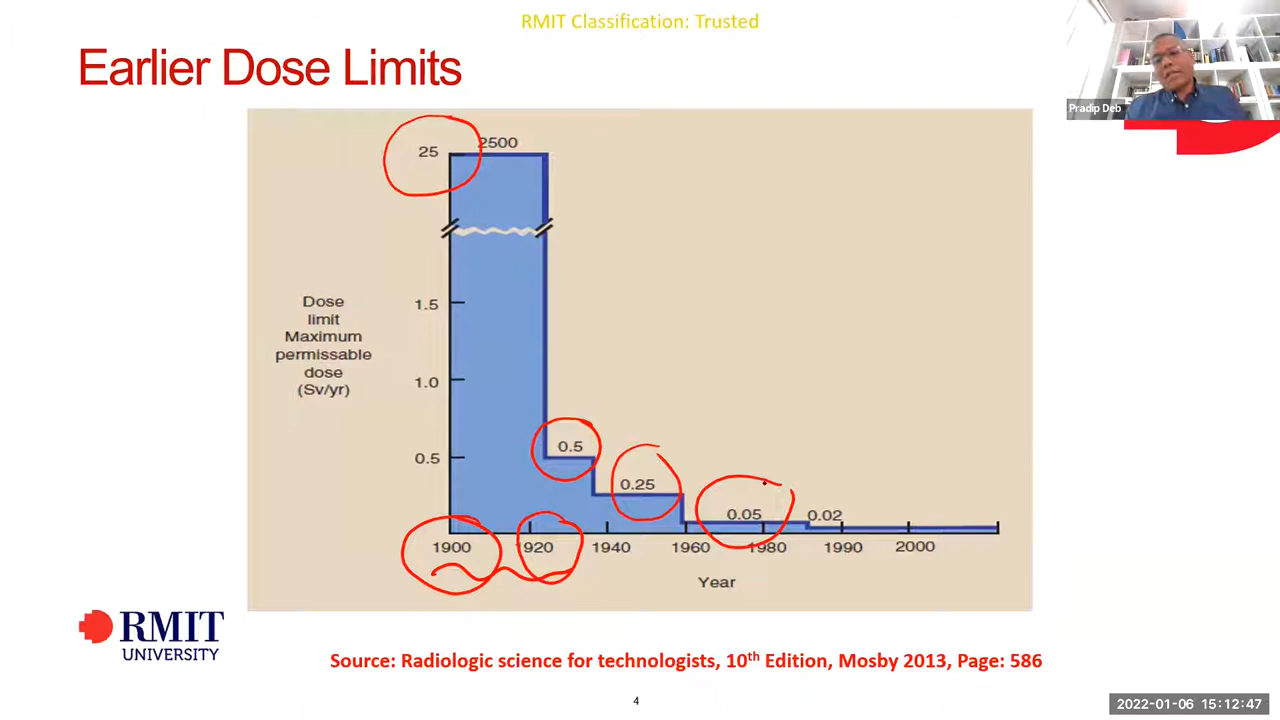 RMIT Classification: Trusted
Earlier Dose Limits
Pradip Deb
2500
25
1.5
Dose
limit
Maximum
permissable
dose
(Sv/yr)
1.0
0.5
0.5
0.25
0.05
0.02
1900 1920 1940 1960 1980 1990 2000
Year
RMIT
UNIVERSITY
Source: Radiologic science for technologists, 10th Edition, Mosby 2013, Page: 586
4
2022-01-06 15:12:47